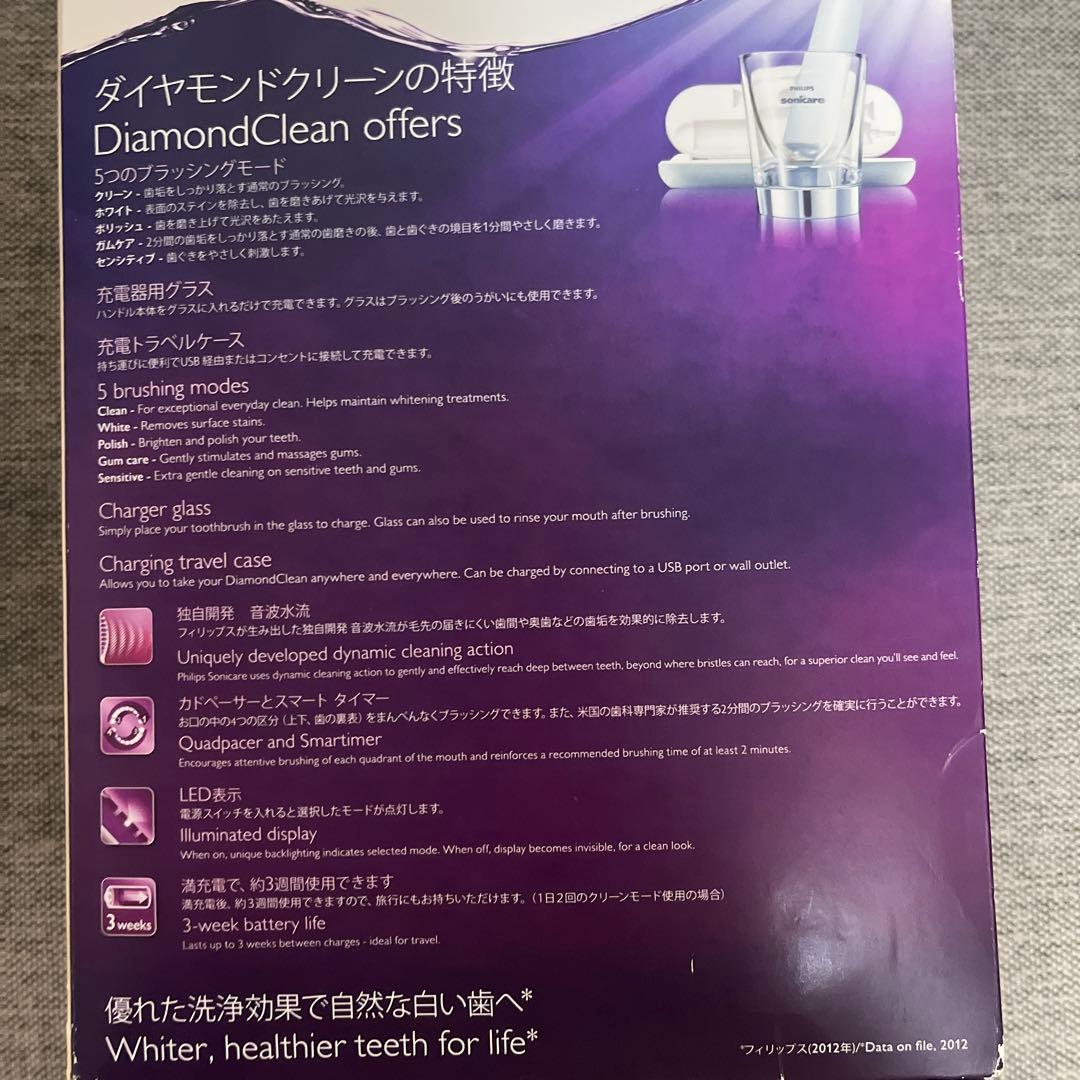 ダイヤモンドクリーンの特徴
DiamondClean offers
PHILIPS
sonicare
5つのブラッシングモード
クリーン - 歯垢をしっかり落とす通常のブラッシング。
ホワイト - 表面のステインを除去し、歯を磨きあげて光沢を与えます。
ポリッシュ - 歯を磨き上げて光沢をあたえます。
ガムケア - 2分間の歯垢をしっかり落とす通常の歯磨きの後、歯と歯ぐきの境目を1分間やさしく磨きます。
センシティブ - 歯ぐきをやさしく刺激します。
充電器用グラス
ハンドル本体をグラスに入れるだけで充電できます。グラスはブラッシング後のうがいにも使用できます。
充電トラベルケース
持ち運びに便利でUSB 経由またはコンセントに接続して充電できます。
5 brushing modes
Clean - For exceptional everyday clean. Helps maintain whitening treatments.
White - Removes surface stains.
Polish - Brighten and polish your teeth.
Gum care - Gently stimulates and massages gums.
Sensitive - Extra gentle cleaning on sensitive teeth and gums.
Charger glass
Simply place your toothbrush in the glass to charge. Glass can also be used to rinse your mouth after brushing.
Charging travel case
Allows you to take your DiamondClean anywhere and everywhere. Can be charged by connecting to a USB port or wall outlet.
独自開発　音波水流
フィリップスが生み出した独自開発 音波水流が毛先の届きにくい歯間や奥歯などの歯垢を効果的に除去します。
Uniquely developed dynamic cleaning action
Philips Sonicare uses dynamic cleaning action to gently and effectively reach deep between teeth, beyond where bristles can reach, for a superior clean you'll see and feel.
カドペーサーとスマート タイマー
お口の中の4つの区分（上下、歯の裏表）をまんべんなくブラッシングできます。また、米国の歯科専門家が推奨する2分間のブラッシングを確実に行うことができます。
Quadpacer and Smartimer
Encourages attentive brushing of each quadrant of the mouth and reinforces a recommended brushing time of at least 2 minutes.
LED表示
電源スイッチを入れると選択したモードが点灯します。
Illuminated display
When on, unique backlighting indicates selected mode. When off, display becomes invisible, for a clean look.
3 weeks
満充電で、約3週間使用できます
満充電後、約3週間使用できますので、旅行にもお持ちいただけます。（1日2回のクリーンモード使用の場合）
3-week battery life
Lasts up to 3 weeks between charges - ideal for travel.
優れた洗浄効果で自然な白い歯へ*
Whiter, healthier teeth for life*
*フィリップス(2012年)/*Data on file, 2012